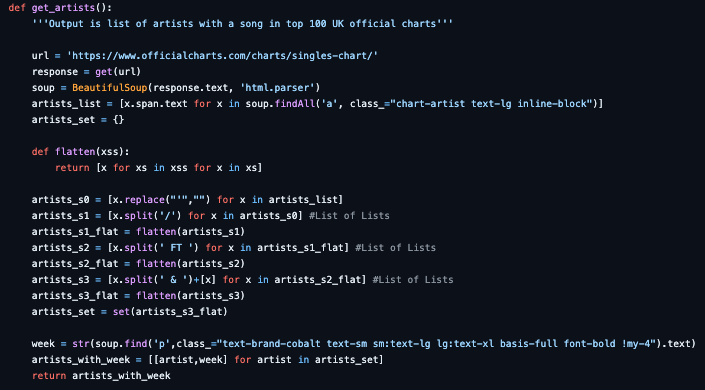 def get_artists():
    '''Output is list of artists with a song in top 100 UK official charts'''

    url = 'https://www.officialcharts.com/charts/singles-chart/'
    response = get(url)
    soup = BeautifulSoup(response.text, 'html.parser')
    artists_list = [x.span.text for x in soup.findAll('a', class_="chart-artist text-lg inline-block")]
    artists_set = {}

    def flatten(xss):
        return [x for xs in xss for x in xs]

    artists_s0 = [x.replace("'","") for x in artists_list]
    artists_s1 = [x.split('/') for x in artists_s0] #List of Lists
    artists_s1_flat = flatten(artists_s1)
    artists_s2 = [x.split(' FT ') for x in artists_s1_flat] #List of Lists
    artists_s2_flat = flatten(artists_s2)
    artists_s3 = [x.split(' & ')+[x] for x in artists_s2_flat] #List of Lists
    artists_s3_flat = flatten(artists_s3)
    artists_set = set(artists_s3_flat)

    week = str(soup.find('p',class_="text-brand-cobalt text-sm sm:text-lg lg:text-xl basis-full font-bold !my-4").text)
    artists_with_week = [[artist,week] for artist in artists_set]
    return artists_with_week